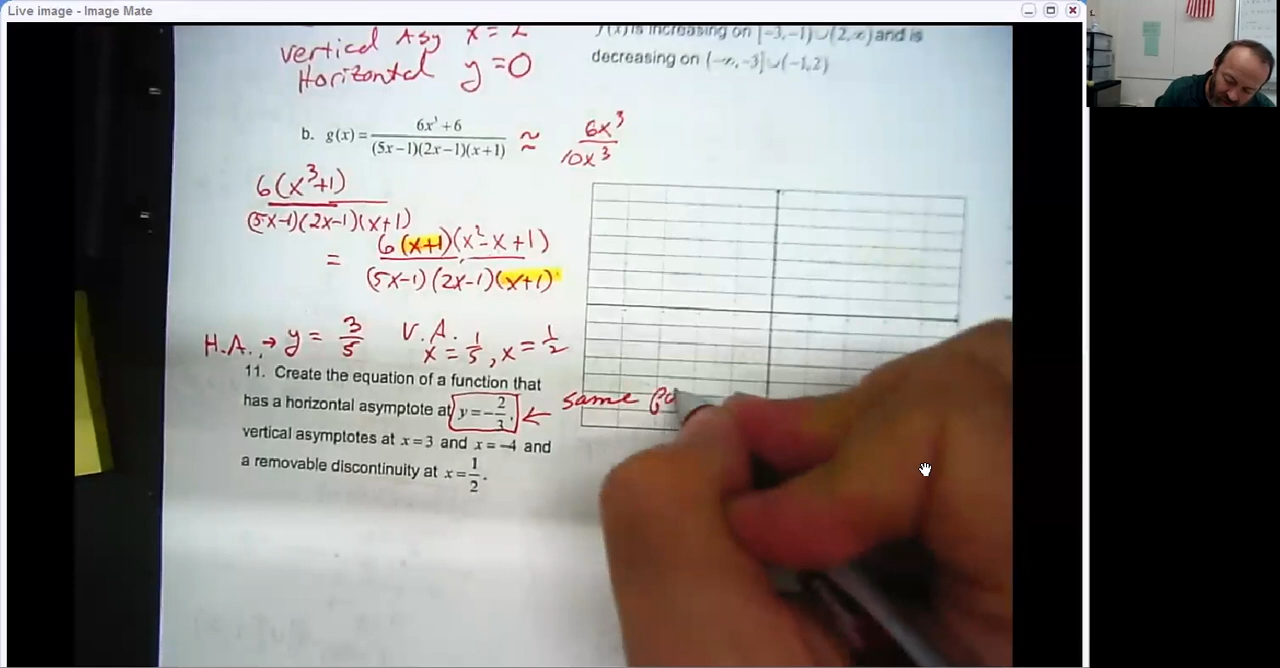 Live image - Image Mate
vertical Asy x = 2
Horizontal y = 0
f(x) is increasing on [-3,-1)∪(2,∞) and is
decreasing on (-∞,-3]∪(-1,2)
b. g(x) = (6x³+6)/((5x-1)(2x-1)(x+1)) ≈ 6x³/10x³
6(x³+1)
(5x-1)(2x-1)(x+1)
= 6(x+1)(x²-x+1)
(5x-1)(2x-1)(x+1)
H.A. → y = 3/5 V.A. x = 1/5, x = 1/2
11. Create the equation of a function that
has a horizontal asymptote at y = -2/3. ← same
vertical asymptotes at x = 3 and x = -4 and
a removable discontinuity at x = 1/2.